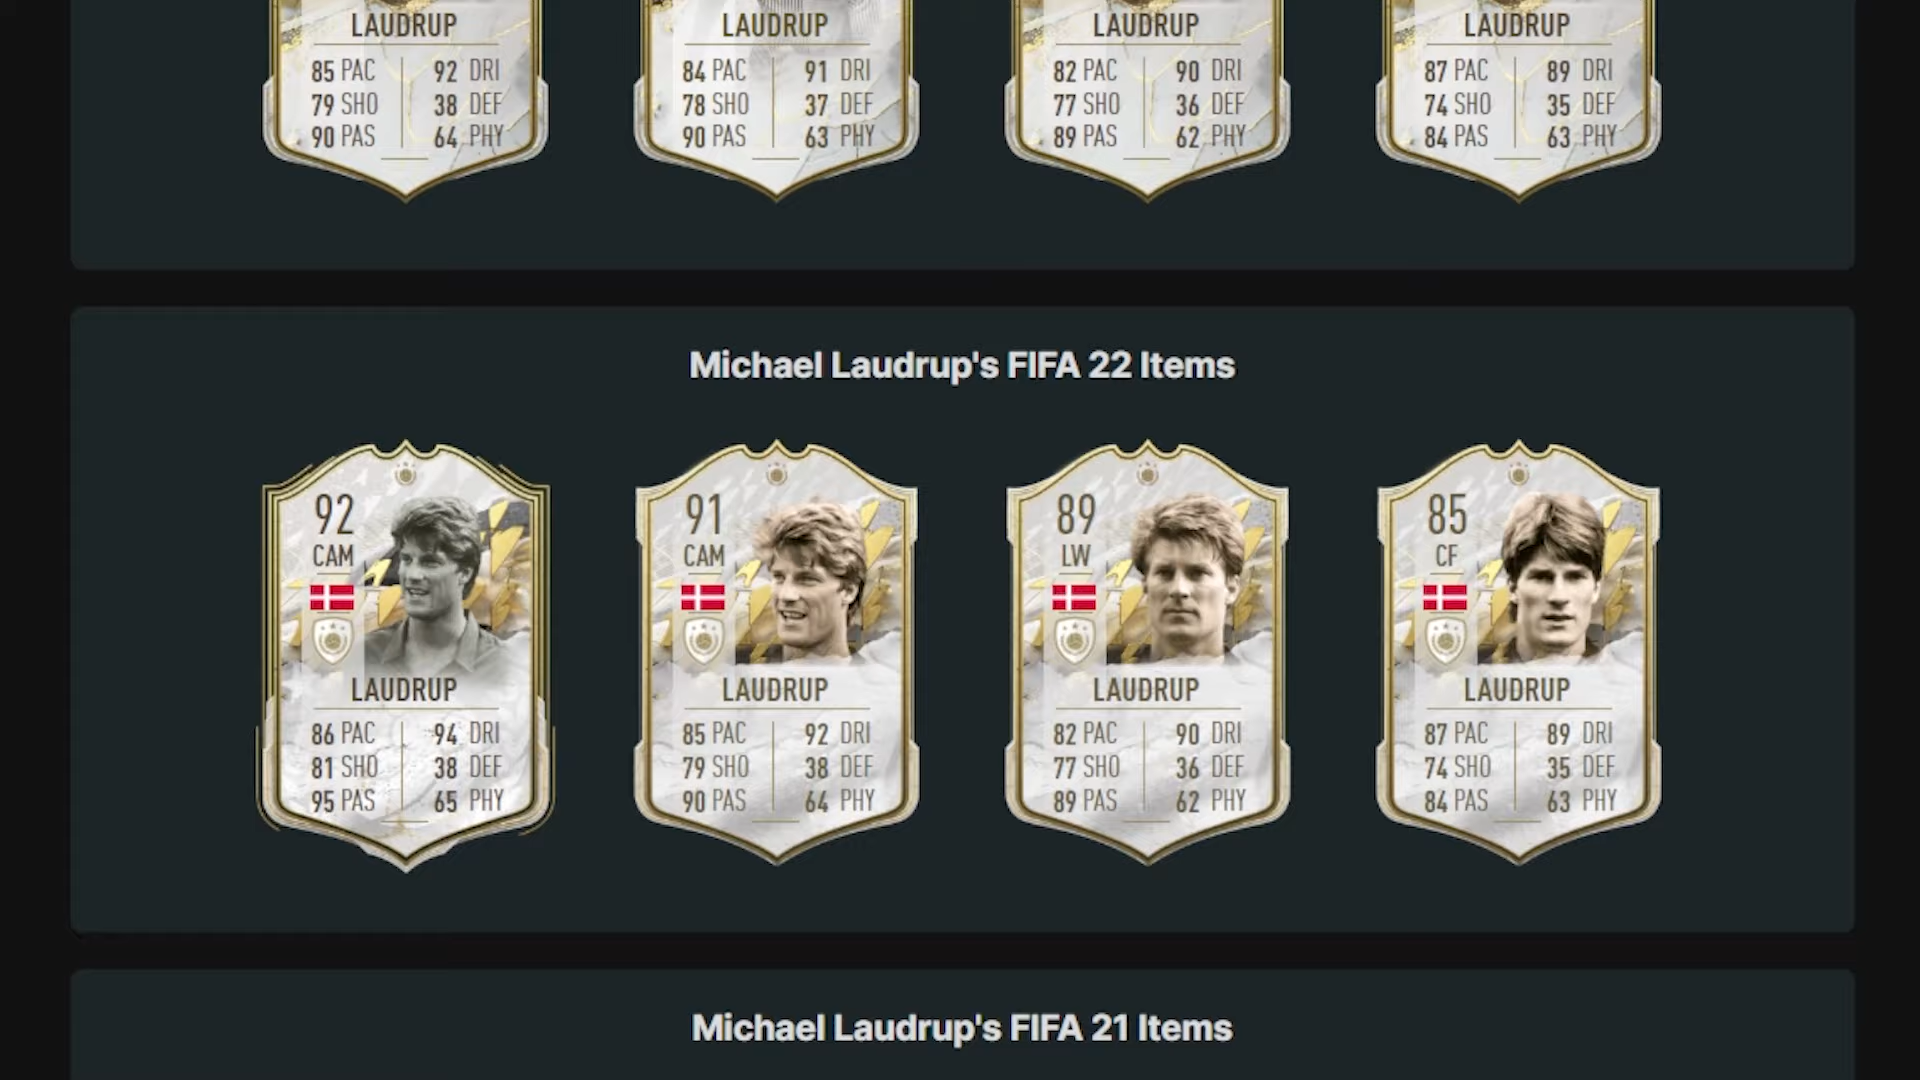 LAUDRUP
85 PAC 92 DRI
79 SHO 38 DEF
90 PAS 64 PHY
LAUDRUP
84 PAC 91 DRI
78 SHO 37 DEF
90 PAS 63 PHY
LAUDRUP
82 PAC 90 DRI
77 SHO 36 DEF
89 PAS 62 PHY
LAUDRUP
87 PAC 89 DRI
74 SHO 35 DEF
84 PAS 63 PHY
Michael Laudrup's FIFA 22 Items
92
CAM
LAUDRUP
86 PAC 94 DRI
81 SHO 38 DEF
95 PAS 65 PHY
91
CAM
LAUDRUP
85 PAC 92 DRI
79 SHO 38 DEF
90 PAS 64 PHY
89
LW
LAUDRUP
82 PAC 90 DRI
77 SHO 36 DEF
89 PAS 62 PHY
85
CF
LAUDRUP
87 PAC 89 DRI
74 SHO 35 DEF
84 PAS 63 PHY
Michael Laudrup's FIFA 21 Items